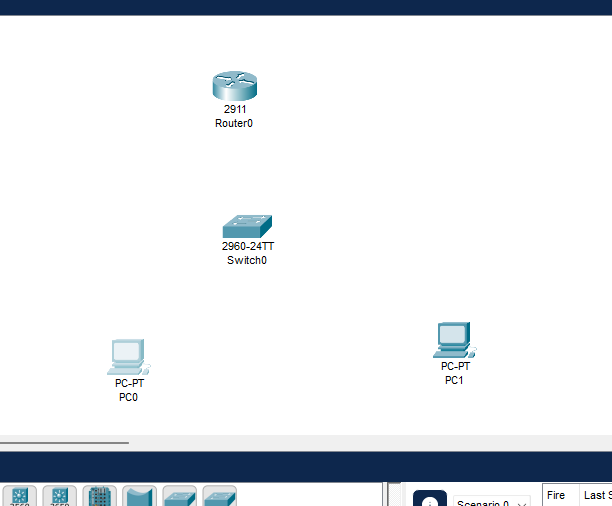 2911
Router0
2960-24TT
Switch0
PC-PT
PC1
PC-PT
PC0
Fire
Last S
Scenario 0